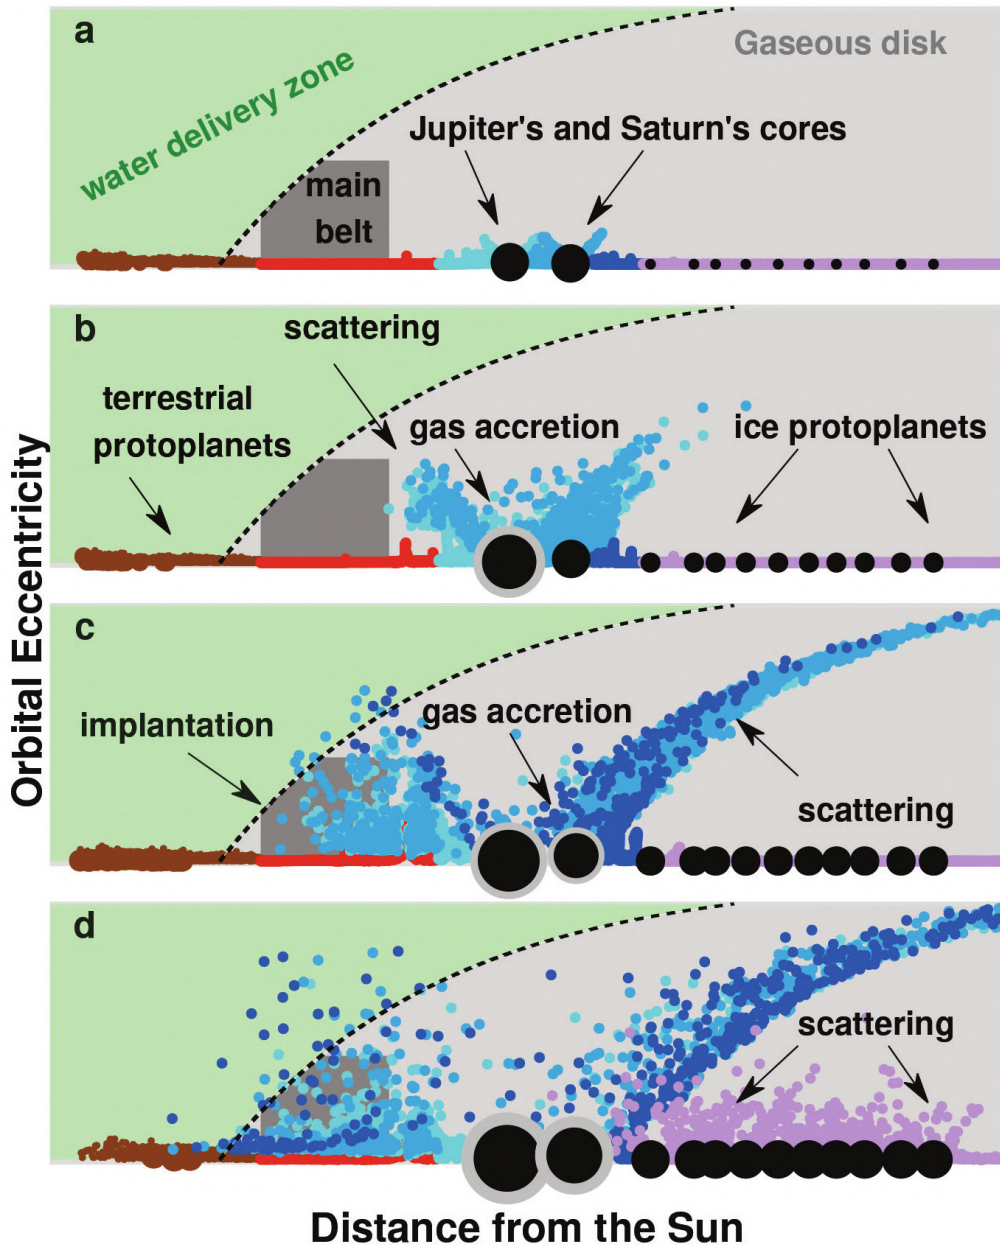 a
Gaseous disk
water delivery zone
Jupiter's and Saturn's cores
main
belt
b
scattering
terrestrial
protoplanets
gas accretion
ice protoplanets
Orbital Eccentricity
c
implantation
gas accretion
scattering
d
scattering
Distance from the Sun